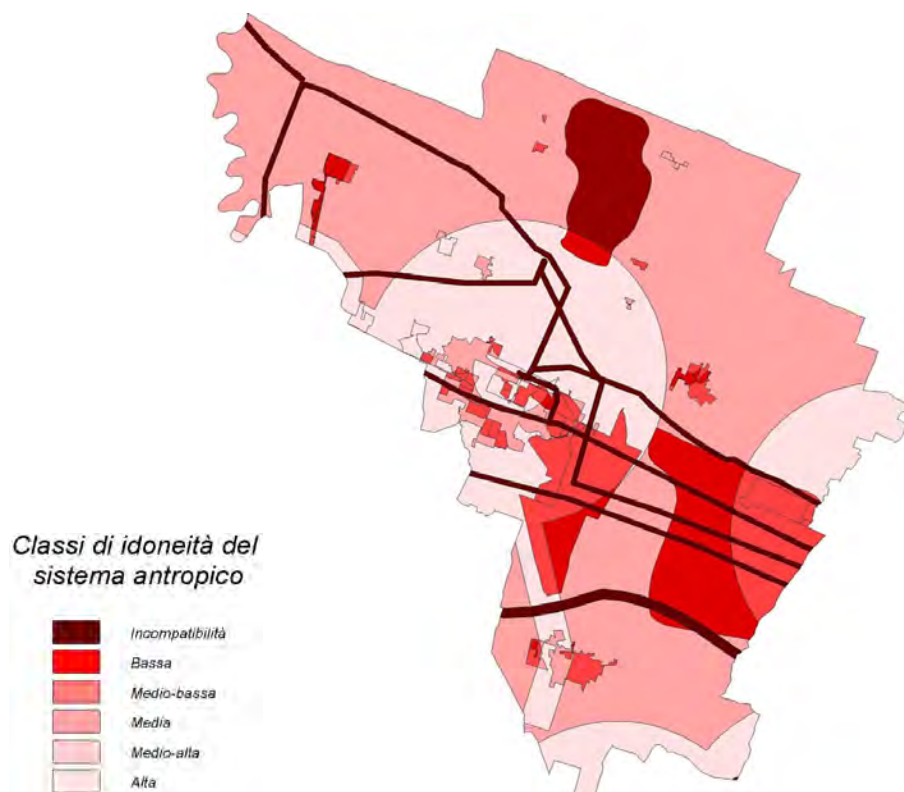 Classi di idoneità del
sistema antropico
Incompatibilità
Bassa
Medio-bassa
Media
Medio-alta
Alta